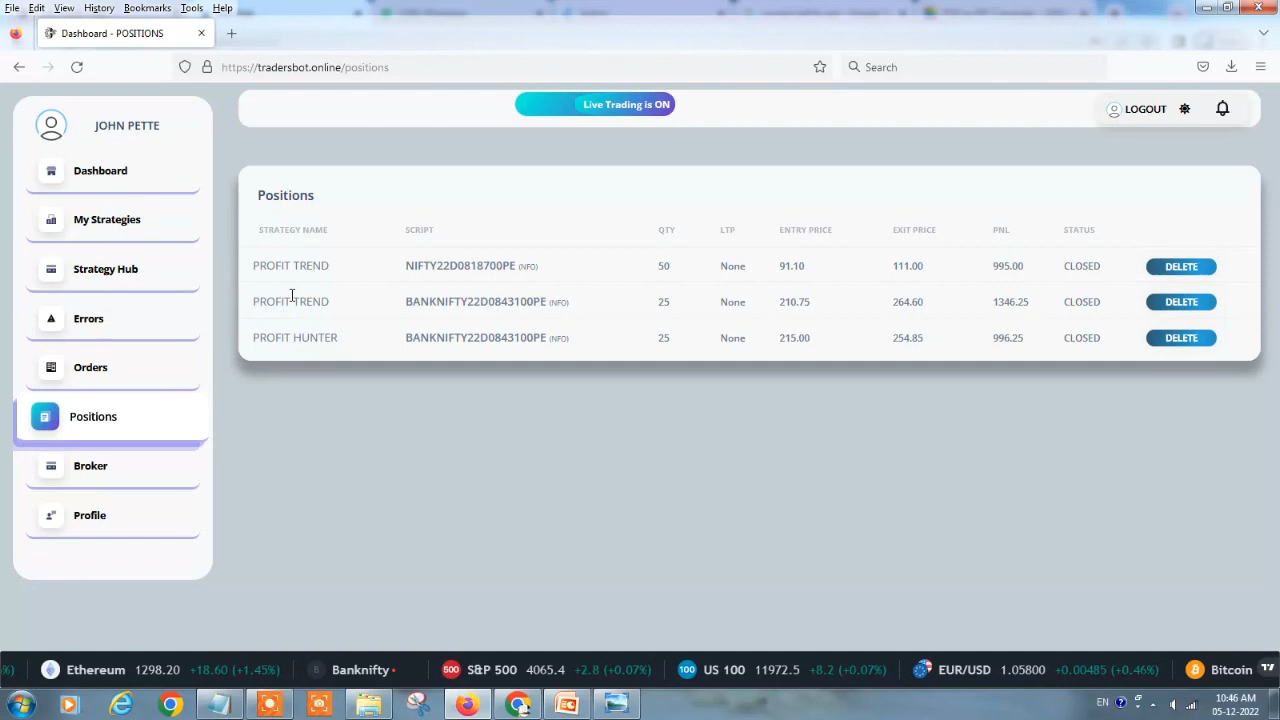 File Edit View History Bookmarks Tools Help
Dashboard - POSITIONS
https://tradersbot.online/positions
Search
Live Trading is ON
LOGOUT
JOHN PETTE
Dashboard
My Strategies
Strategy Hub
Errors
Orders
Positions
Broker
Profile
Positions
STRATEGY NAME SCRIPT QTY LTP ENTRY PRICE EXIT PRICE PNL STATUS
PROFIT TREND NIFTY22D0818700PE (NFO) 50 None 91.10 111.00 995.00 CLOSED DELETE
PROFIT TREND BANKNIFTY22D0843100PE (NFO) 25 None 210.75 264.60 1346.25 CLOSED DELETE
PROFIT HUNTER BANKNIFTY22D0843100PE (NFO) 25 None 215.00 254.85 996.25 CLOSED DELETE
%) Ethereum 1298.20 +18.60 (+1.45%) B Banknifty 500 S&P 500 4065.4 +2.8 (+0.07%) 100 US 100 11972.5 +8.2 (+0.07%) EUR/USD 1.05800 +0.00485 (+0.46%) Bitcoin
EN 10:46 AM
05-12-2022